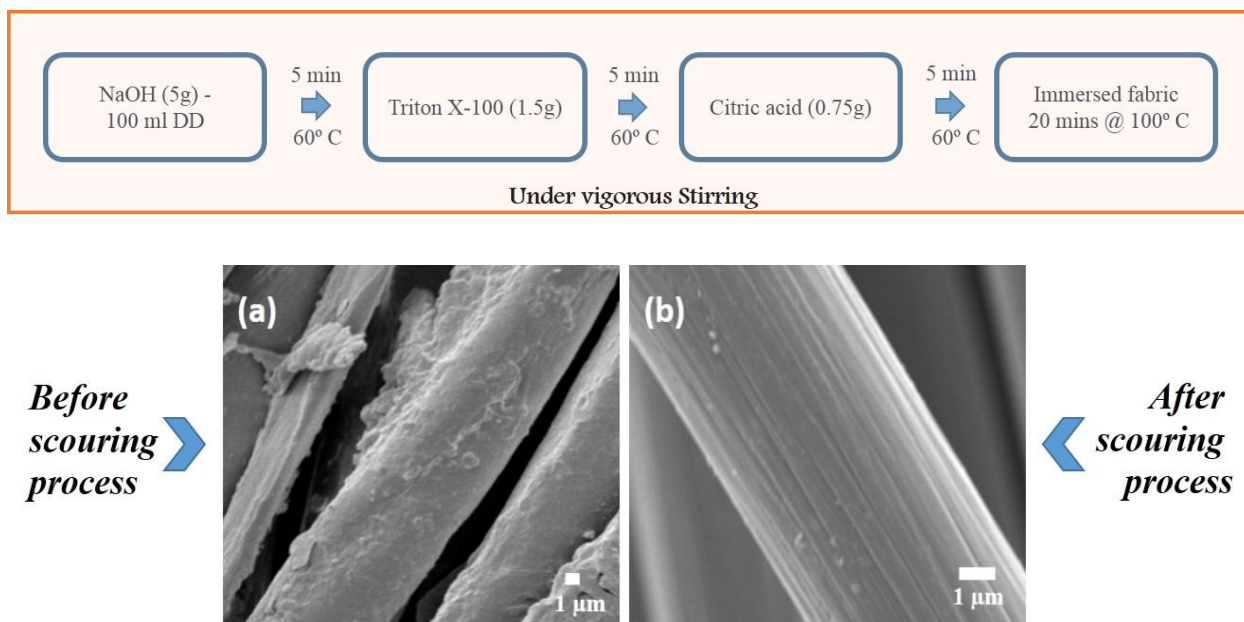 NaOH (5g) -
100 ml DD
5 min
60º C
Triton X-100 (1.5g)
5 min
60º C
Citric acid (0.75g)
5 min
60º C
Immersed fabric
20 mins @ 100º C
Under vigorous Stirring
Before
scouring
process
(a)
1 µm
(b)
1 µm
After
scouring
process